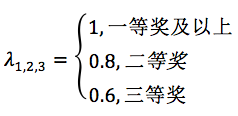 1, 一等奖及以上
λ1,2,3 = 0.8, 二等奖
0.6, 三等奖